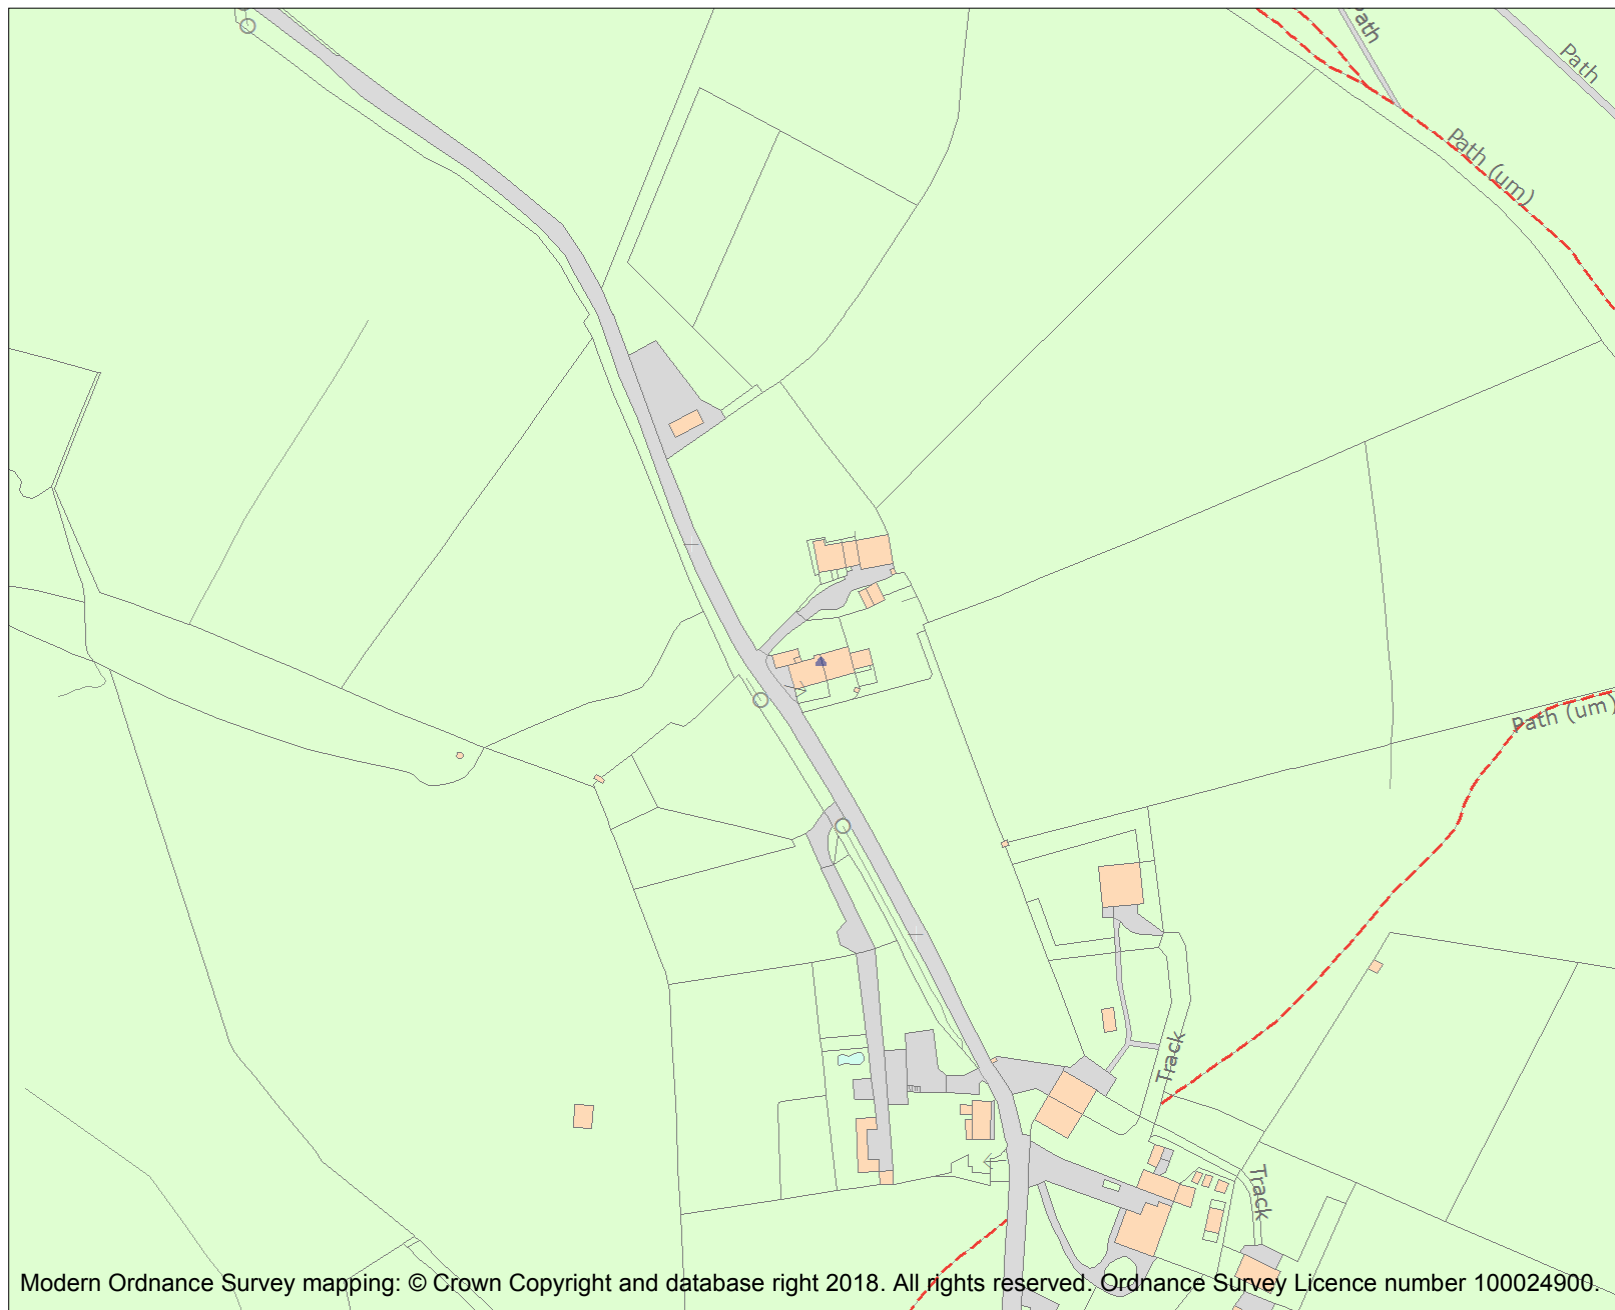 Path
Path
Path (um)
Path (um)
Track
Track
Modern Ordnance Survey mapping: © Crown Copyright and database right 2018. All rights reserved. Ordnance Survey Licence number 100024900.